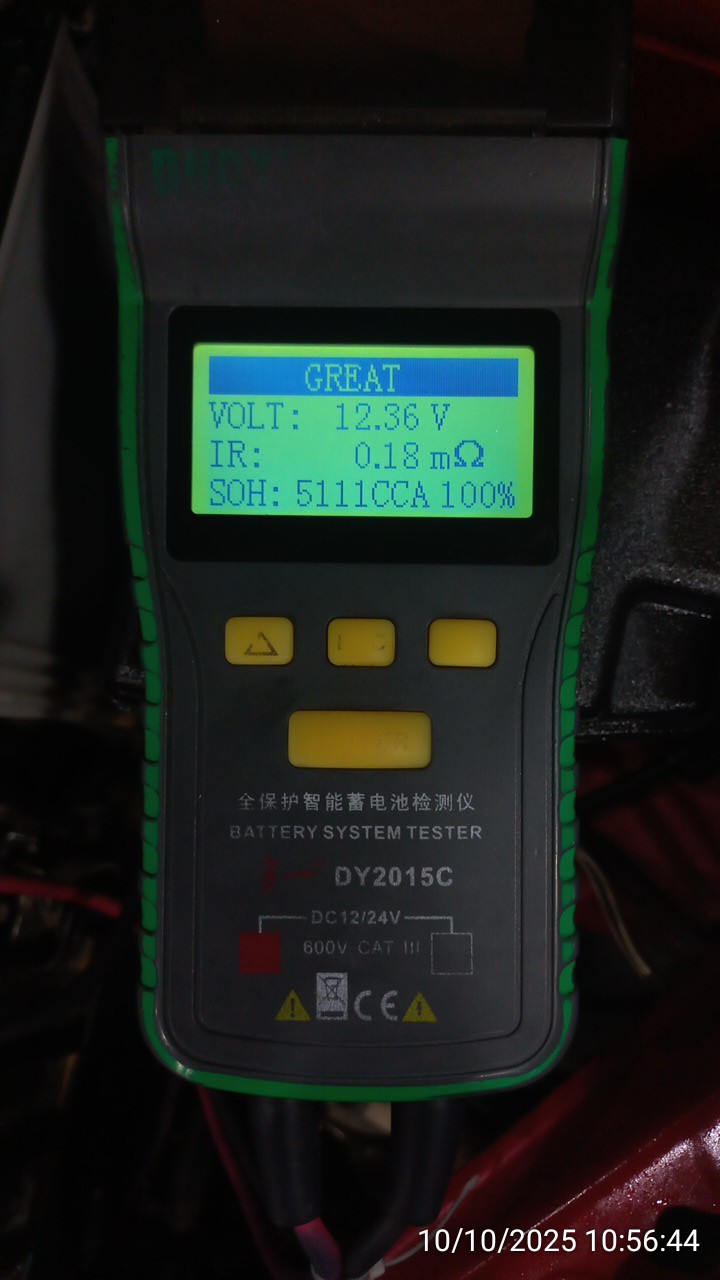 GREAT
VOLT: 12.36 V
IR: 0.18 mΩ
SOH: 5111CCA 100%
全保护智能蓄电池检测仪
BATTERY SYSTEM TESTER
DY2015C
DC12/24V
600V CAT III
CE
10/10/2025 10:56:44